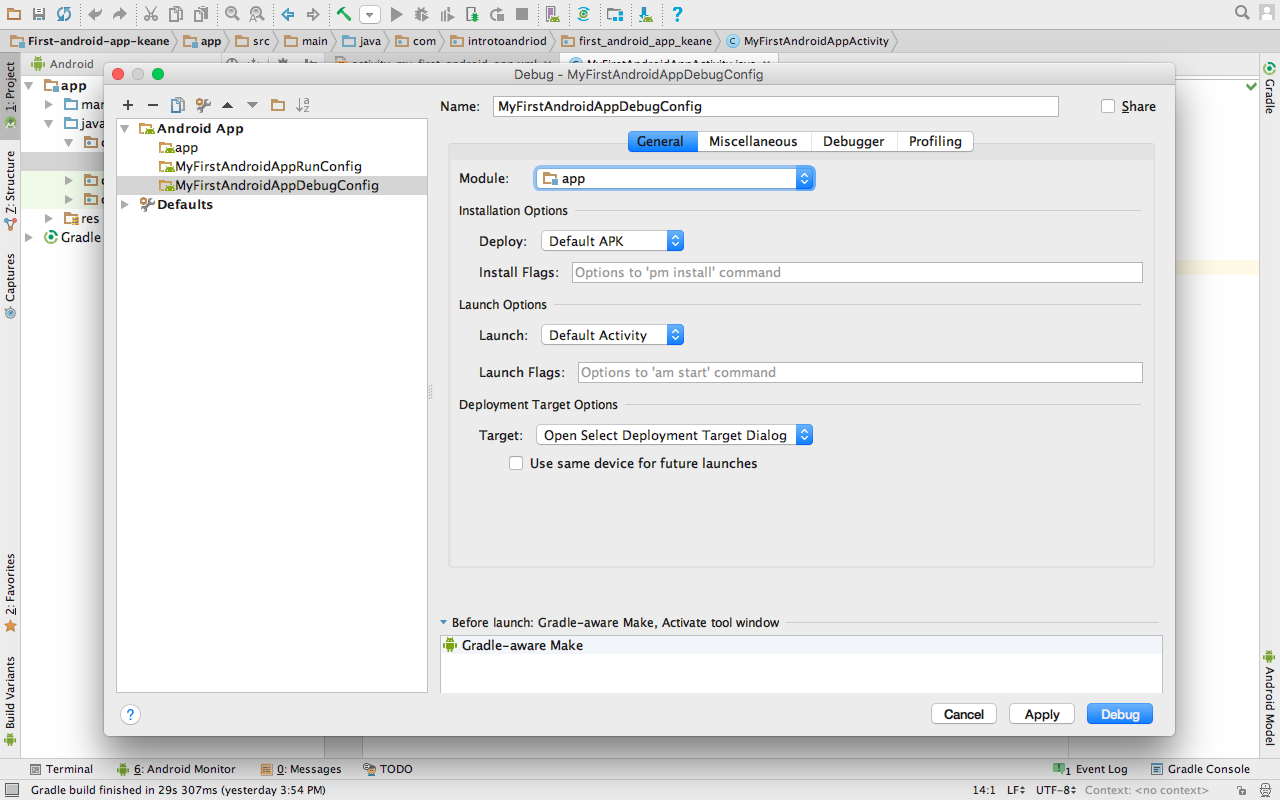 First-android-app-keane app src main java com introtoandriod first_android_app_keane MyFirstAndroidAppActivity
Android
Debug - MyFirstAndroidAppDebugConfig
1: Project
Z: Structure
Captures
2: Favorites
Build Variants
app
java
res
Gradle
Android App
app
MyFirstAndroidAppRunConfig
MyFirstAndroidAppDebugConfig
Defaults
Name: MyFirstAndroidAppDebugConfig Share
General Miscellaneous Debugger Profiling
Module: app
Installation Options
Deploy: Default APK
Install Flags: Options to 'pm install' command
Launch Options
Launch: Default Activity
Launch Flags: Options to 'am start' command
Deployment Target Options
Target: Open Select Deployment Target Dialog
Use same device for future launches
Before launch: Gradle-aware Make, Activate tool window
Gradle-aware Make
? Cancel Apply Debug
Gradle
Android Model
Terminal 6: Android Monitor 0: Messages TODO 1 Event Log Gradle Console
Gradle build finished in 29s 307ms (yesterday 3:54 PM) 14:1 LF UTF-8 Context: <no context>